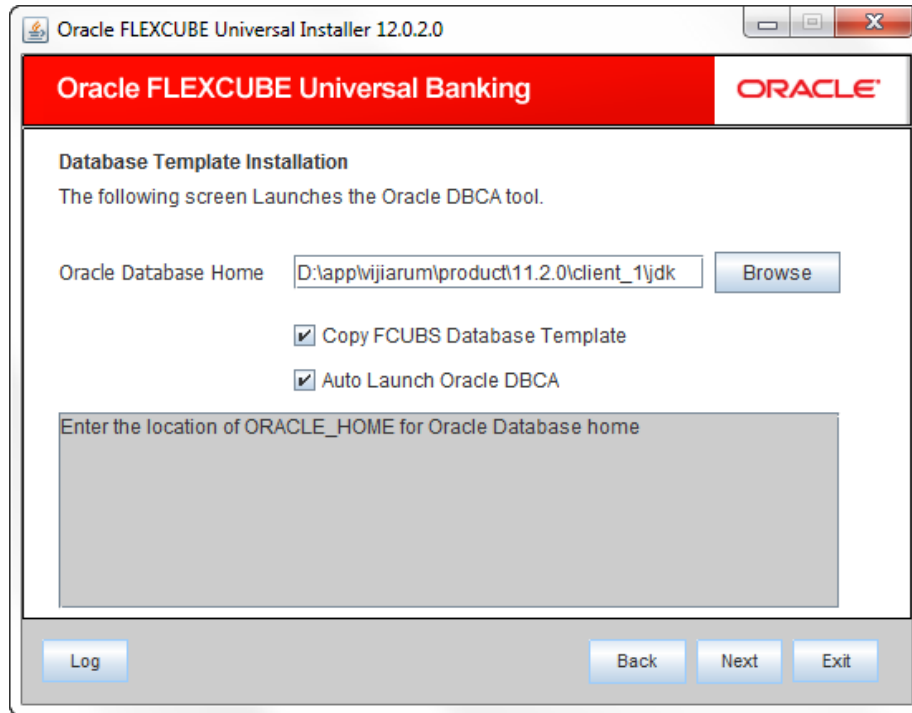 Oracle FLEXCUBE Universal Installer 12.0.2.0
Oracle FLEXCUBE Universal Banking
ORACLE
Database Template Installation
The following screen Launches the Oracle DBCA tool.
Oracle Database Home D:\app\vijiarum\product\11.2.0\client_1\jdk Browse
Copy FCUBS Database Template
Auto Launch Oracle DBCA
Enter the location of ORACLE_HOME for Oracle Database home
Log Back Next Exit